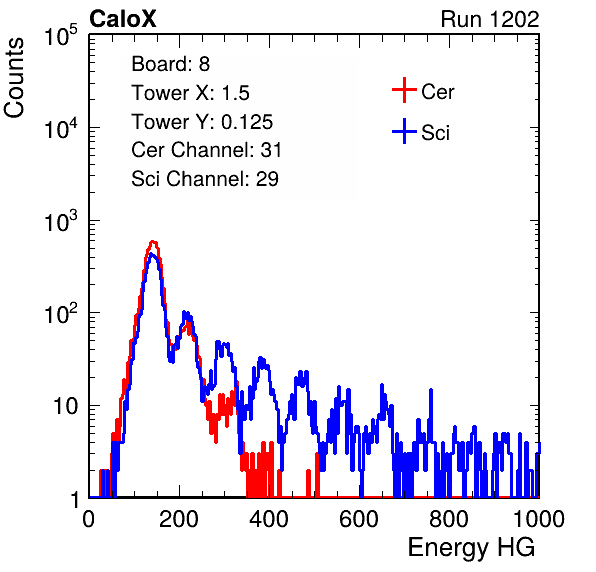 CaloX Run 1202
Counts
Board: 8
Tower X: 1.5
Tower Y: 0.125
Cer Channel: 31
Sci Channel: 29
Cer
Sci
10^5
10^4
10^3
10^2
10
1
0 200 400 600 800 1000
Energy HG